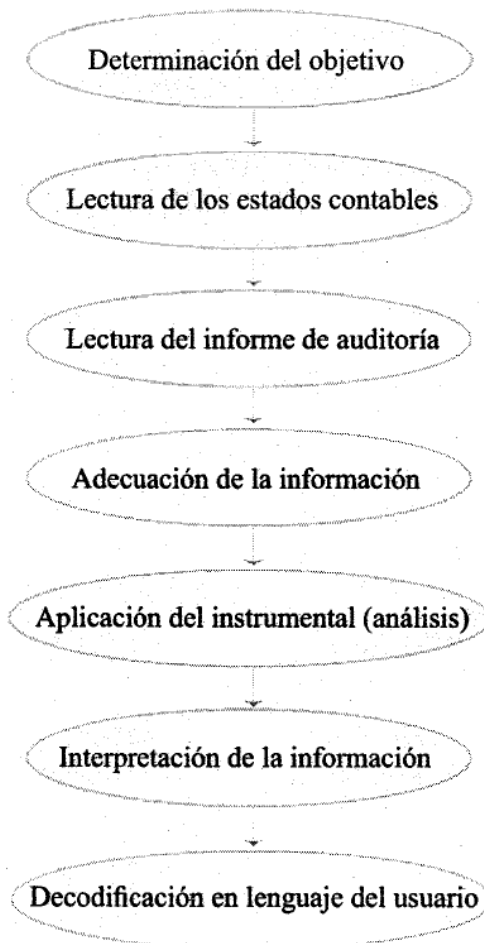 Determinación del objetivo
Lectura de los estados contables
Lectura del informe de auditoría
Adecuación de la información
Aplicación del instrumental (análisis)
Interpretación de la información
Decodificación en lenguaje del usuario